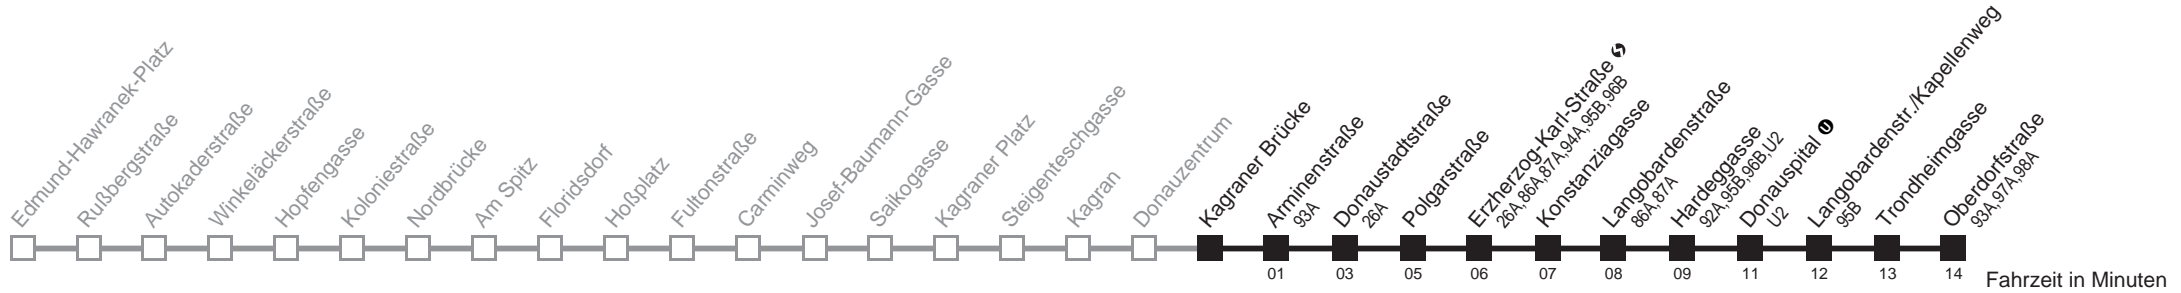 Edmund-Hawranek-Platz
Rußbergstraße
Autokaderstraße
Winkeläckerstraße
Hopfengasse
Koloniestraße
Nordbrücke
Am Spitz
Floridsdorf
Hoßplatz
Fultonstraße
Carminweg
Josef-Baumann-Gasse
Saikogasse
Kagraner Platz
Steigenteschgasse
Kagran
Donauzentrum
Kagraner Brücke
Arminenstraße
93A
Donaustadtstraße
26A
Polgarstraße
Erzherzog-Karl-Straße
26A,86A,87A,94A,95B,96B
Konstanziagasse
Langobardenstraße
86A,87A
Hardeggasse
92A,95B,96B,U2
Donauspital U
U2
Langobardenstr./Kapellenweg
95B
Trondheimgasse
Oberdorfstraße
93A,97A,98A
01 03 05 06 07 08 09 11 12 13 14 Fahrzeit in Minuten